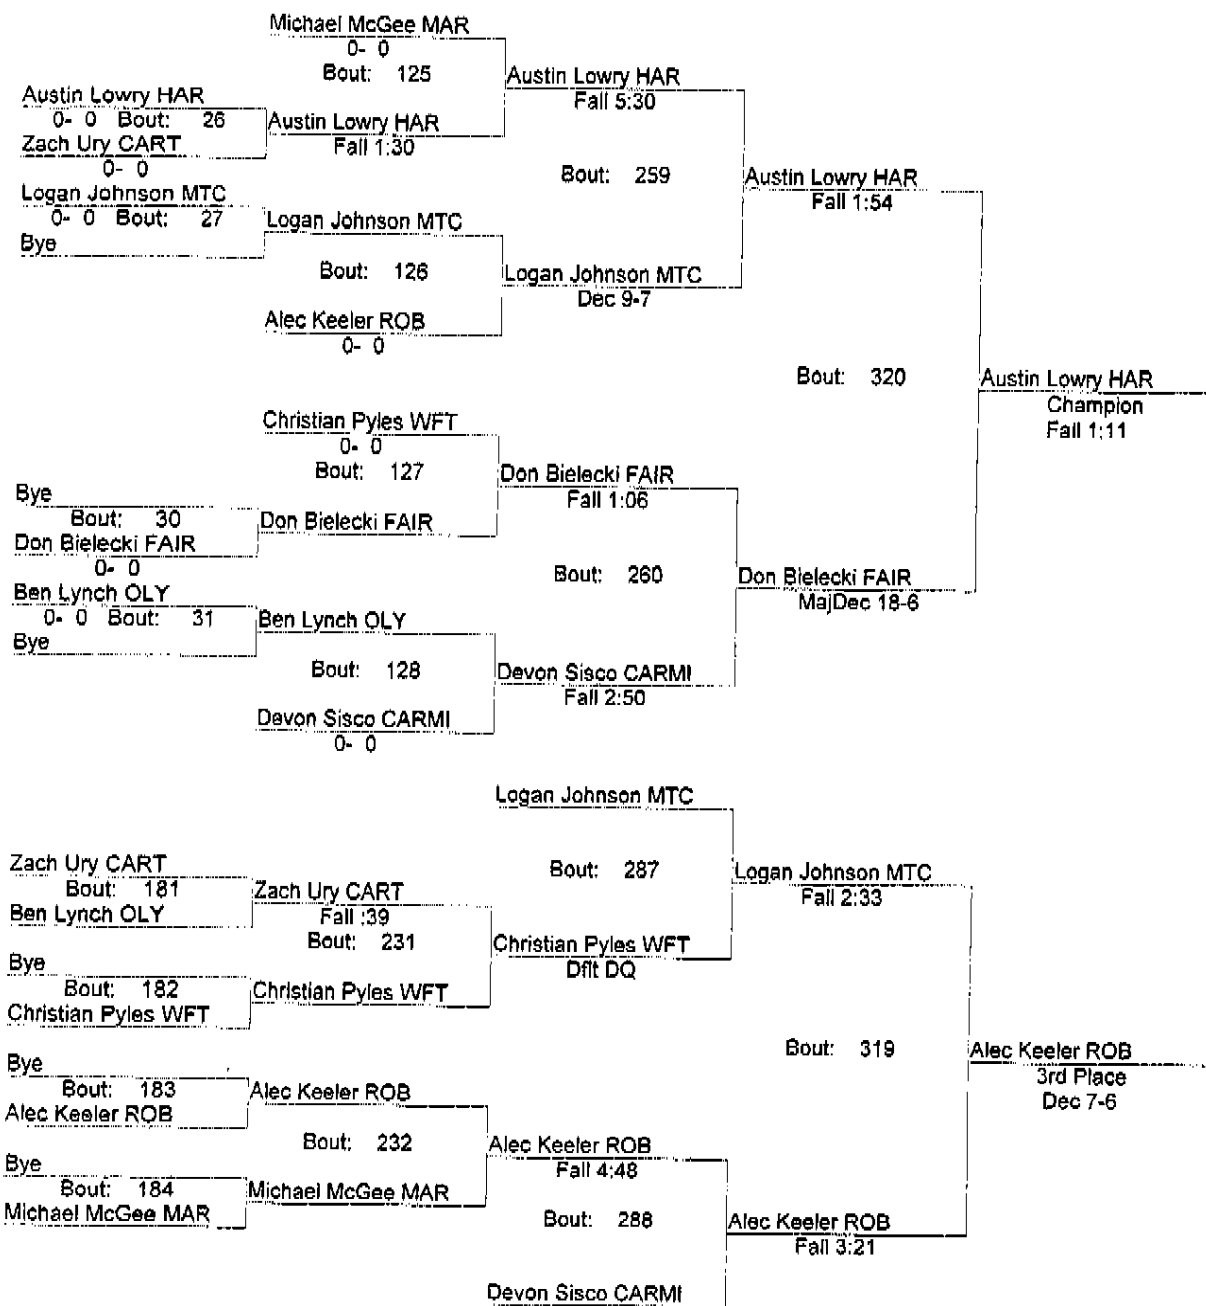 Michael McGee MAR
0- 0
Bout: 125
Austin Lowry HAR
Fall 5:30
Austin Lowry HAR
0- 0 Bout: 26
Austin Lowry HAR
Fall 1:30
Zach Ury CART
0- 0
Bout: 259
Austin Lowry HAR
Fall 1:54
Logan Johnson MTC
0- 0 Bout: 27
Logan Johnson MTC
Bye
Bout: 126
Logan Johnson MTC
Dec 9-7
Alec Keeler ROB
0- 0
Bout: 320
Austin Lowry HAR
Champion
Fall 1:11
Christian Pyles WFT
0- 0
Bout: 127
Don Bielecki FAIR
Fall 1:06
Bye
Bout: 30
Don Bielecki FAIR
Don Bielecki FAIR
0- 0
Bout: 260
Don Bielecki FAIR
MajDec 18-6
Ben Lynch OLY
0- 0 Bout: 31
Ben Lynch OLY
Bye
Bout: 128
Devon Sisco CARMI
Fall 2:50
Devon Sisco CARMI
0- 0
Logan Johnson MTC
Zach Ury CART
Bout: 181
Zach Ury CART
Fall :39
Ben Lynch OLY
Bout: 287
Logan Johnson MTC
Fall 2:33
Bout: 231
Christian Pyles WFT
Dflt DQ
Bye
Bout: 182
Christian Pyles WFT
Christian Pyles WFT
Bout: 319
Alec Keeler ROB
3rd Place
Dec 7-6
Bye
Bout: 183
Alec Keeler ROB
Alec Keeler ROB
Bout: 232
Alec Keeler ROB
Fall 4:48
Bye
Bout: 184
Michael McGee MAR
Michael McGee MAR
Bout: 288
Alec Keeler ROB
Fall 3:21
Devon Sisco CARMI